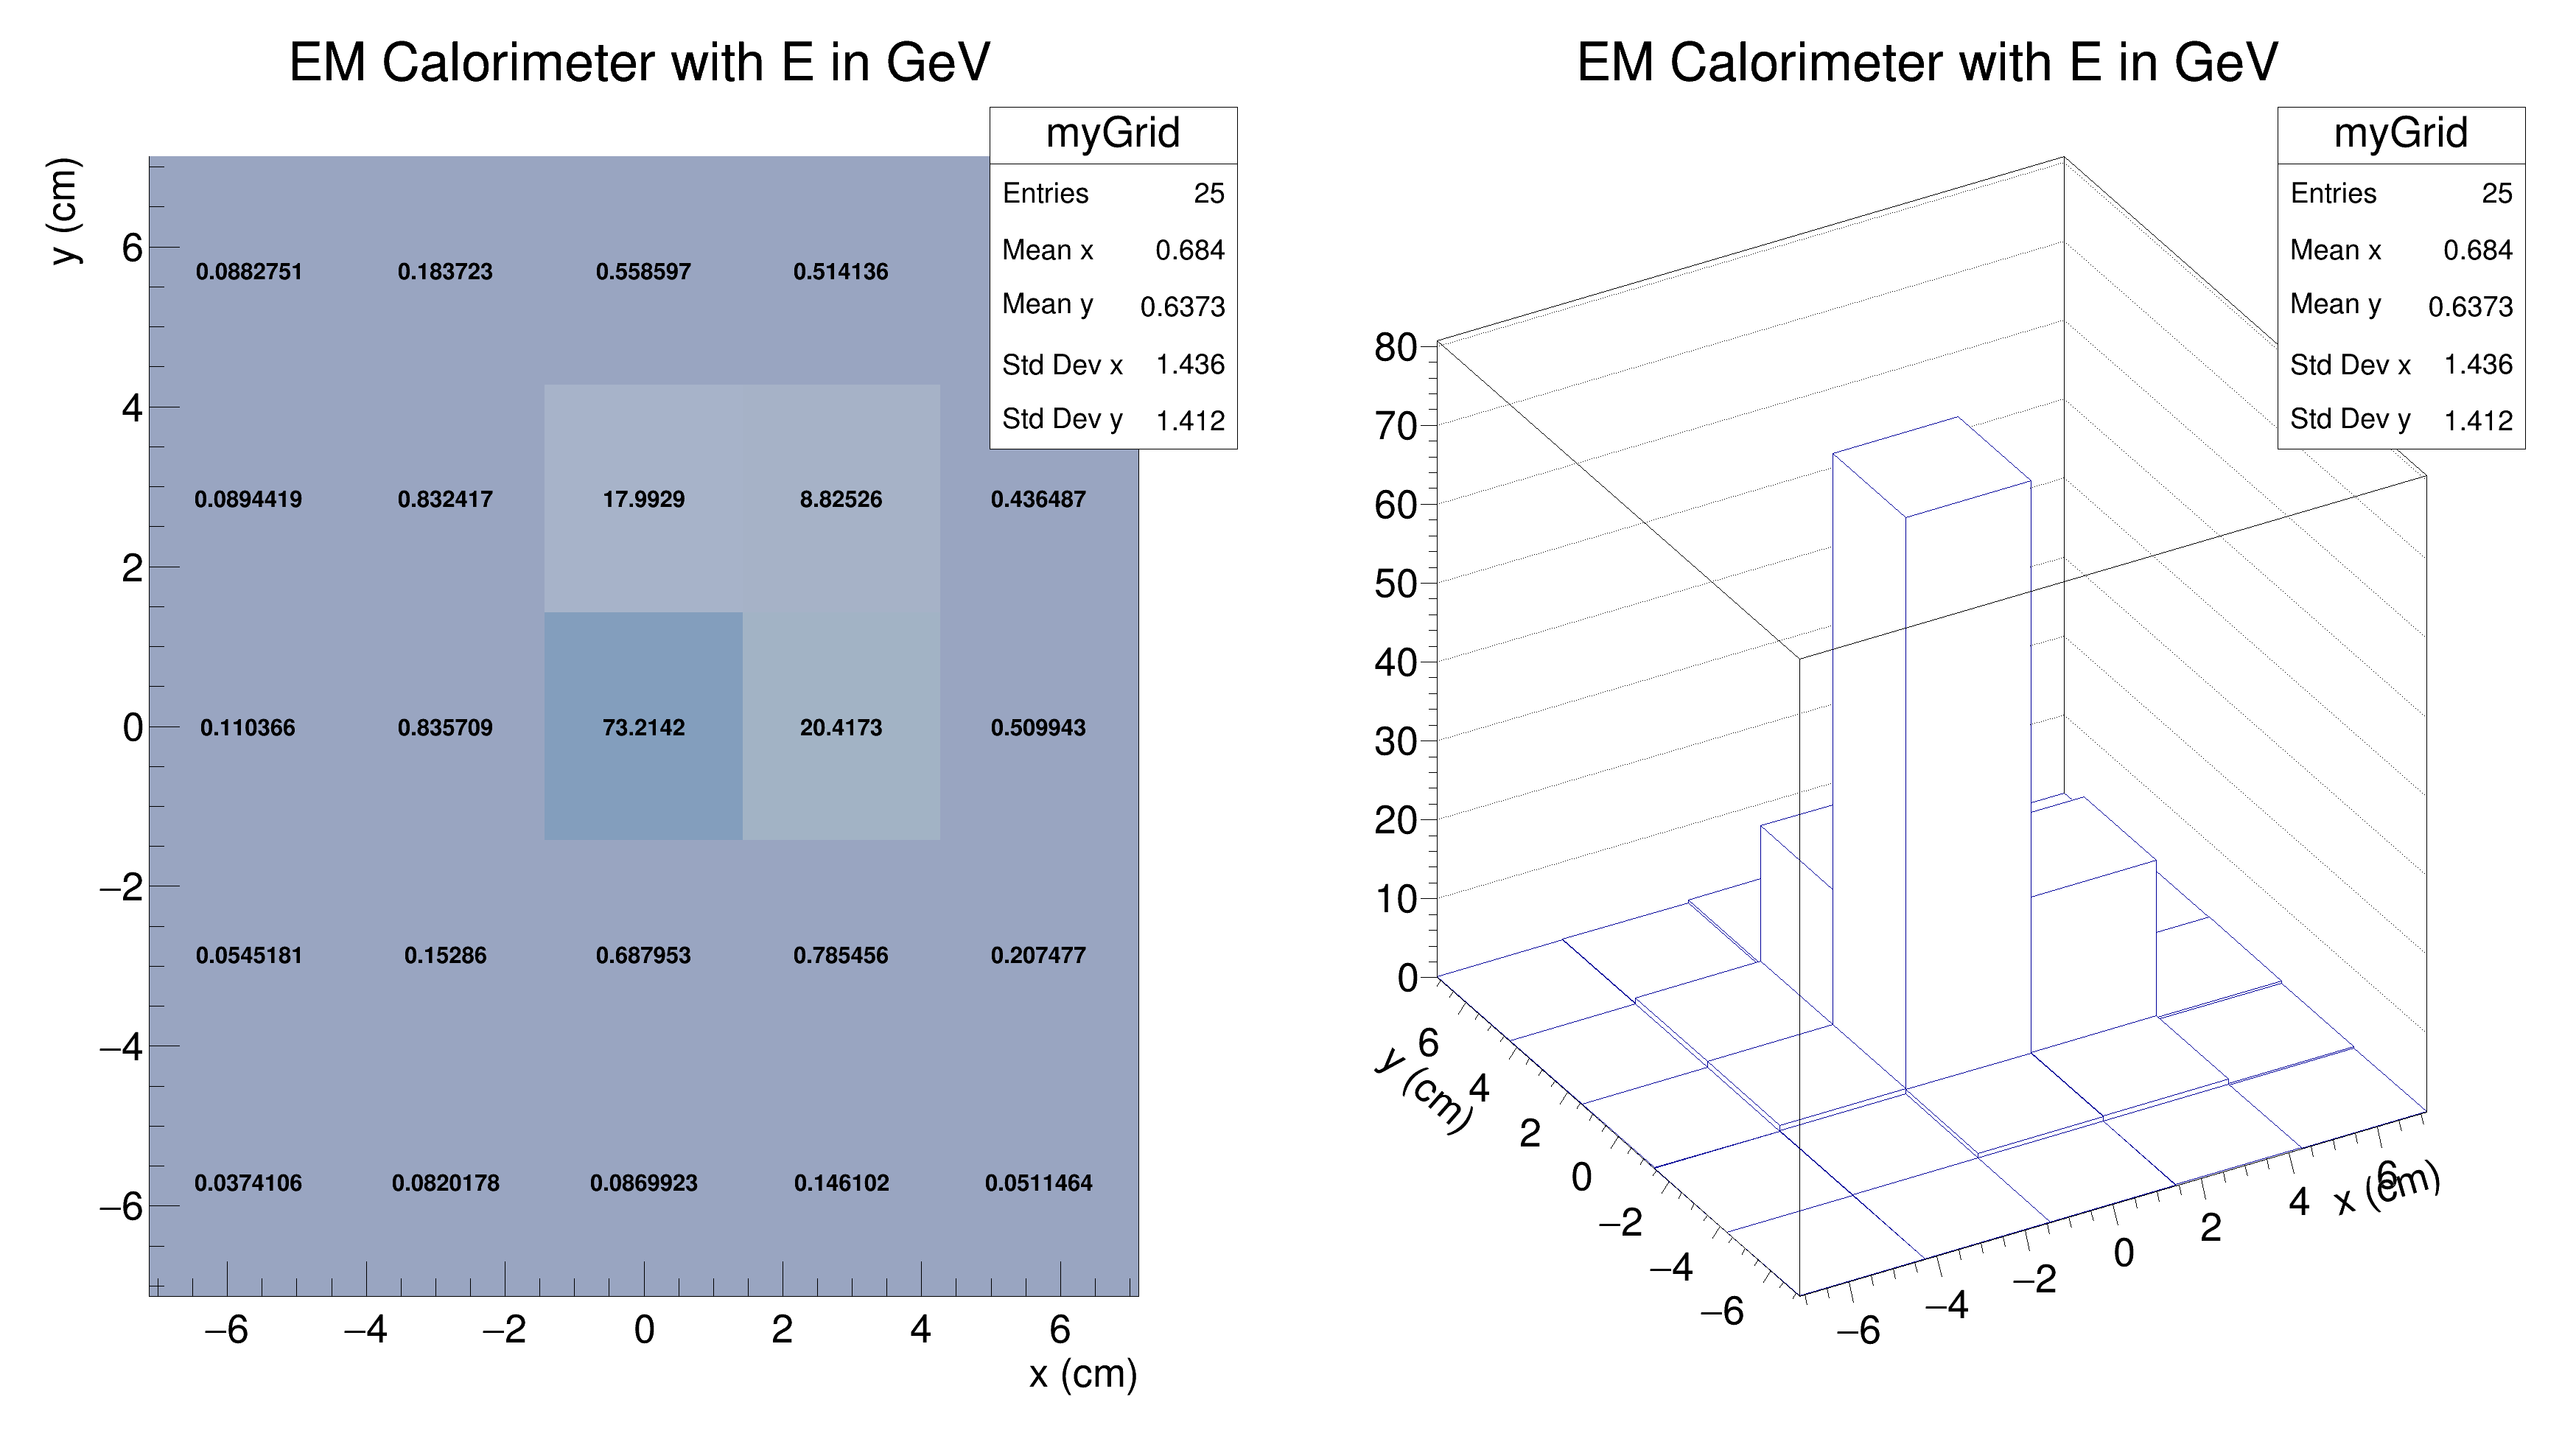 EM Calorimeter with E in GeV
myGrid
Entries 25
Mean x 0.684
Mean y 0.6373
Std Dev x 1.436
Std Dev y 1.412
y (cm)
6
4
2
0
−2
−4
−6
0.0882751 0.183723 0.558597 0.514136
0.0894419 0.832417 17.9929 8.82526 0.436487
0.110366 0.835709 73.2142 20.4173 0.509943
0.0545181 0.15286 0.687953 0.785456 0.207477
0.0374106 0.0820178 0.0869923 0.146102 0.0511464
−6 −4 −2 0 2 4 6
x (cm)
EM Calorimeter with E in GeV
myGrid
Entries 25
Mean x 0.684
Mean y 0.6373
Std Dev x 1.436
Std Dev y 1.412
80
70
60
50
40
30
20
10
0
y (cm)
6
4
2
0
−2
−4
−6
−6 −4 −2 0 2 4 6
x (cm)